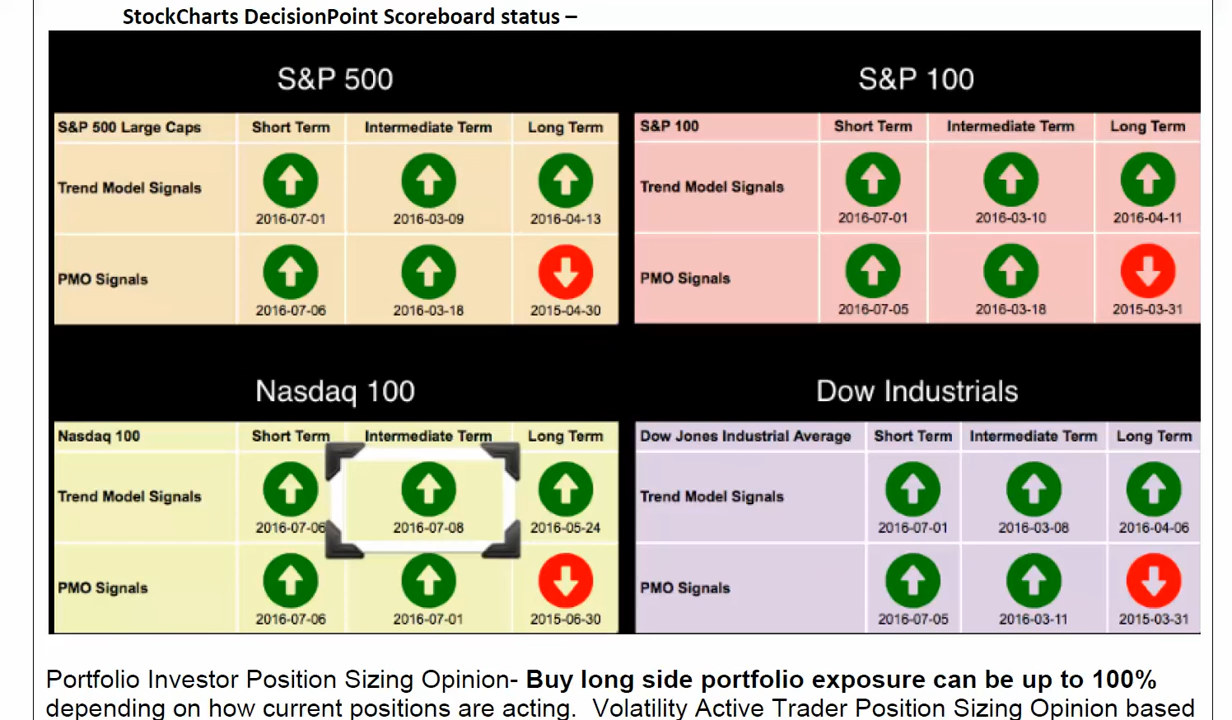 StockCharts DecisionPoint Scoreboard status –
S&P 500
S&P 500 Large Caps Short Term Intermediate Term Long Term
Trend Model Signals
2016-07-01 2016-03-09 2016-04-13
PMO Signals
2016-07-06 2016-03-18 2015-04-30
S&P 100
S&P 100 Short Term Intermediate Term Long Term
Trend Model Signals
2016-07-01 2016-03-10 2016-04-11
PMO Signals
2016-07-05 2016-03-18 2015-03-31
Nasdaq 100
Nasdaq 100 Short Term Intermediate Term Long Term
Trend Model Signals
2016-07-06 2016-07-08 2016-05-24
PMO Signals
2016-07-06 2016-07-01 2015-06-30
Dow Industrials
Dow Jones Industrial Average Short Term Intermediate Term Long Term
Trend Model Signals
2016-07-01 2016-03-08 2016-04-06
PMO Signals
2016-07-05 2016-03-11 2015-03-31
Portfolio Investor Position Sizing Opinion- Buy long side portfolio exposure can be up to 100%
depending on how current positions are acting. Volatility Active Trader Position Sizing Opinion based